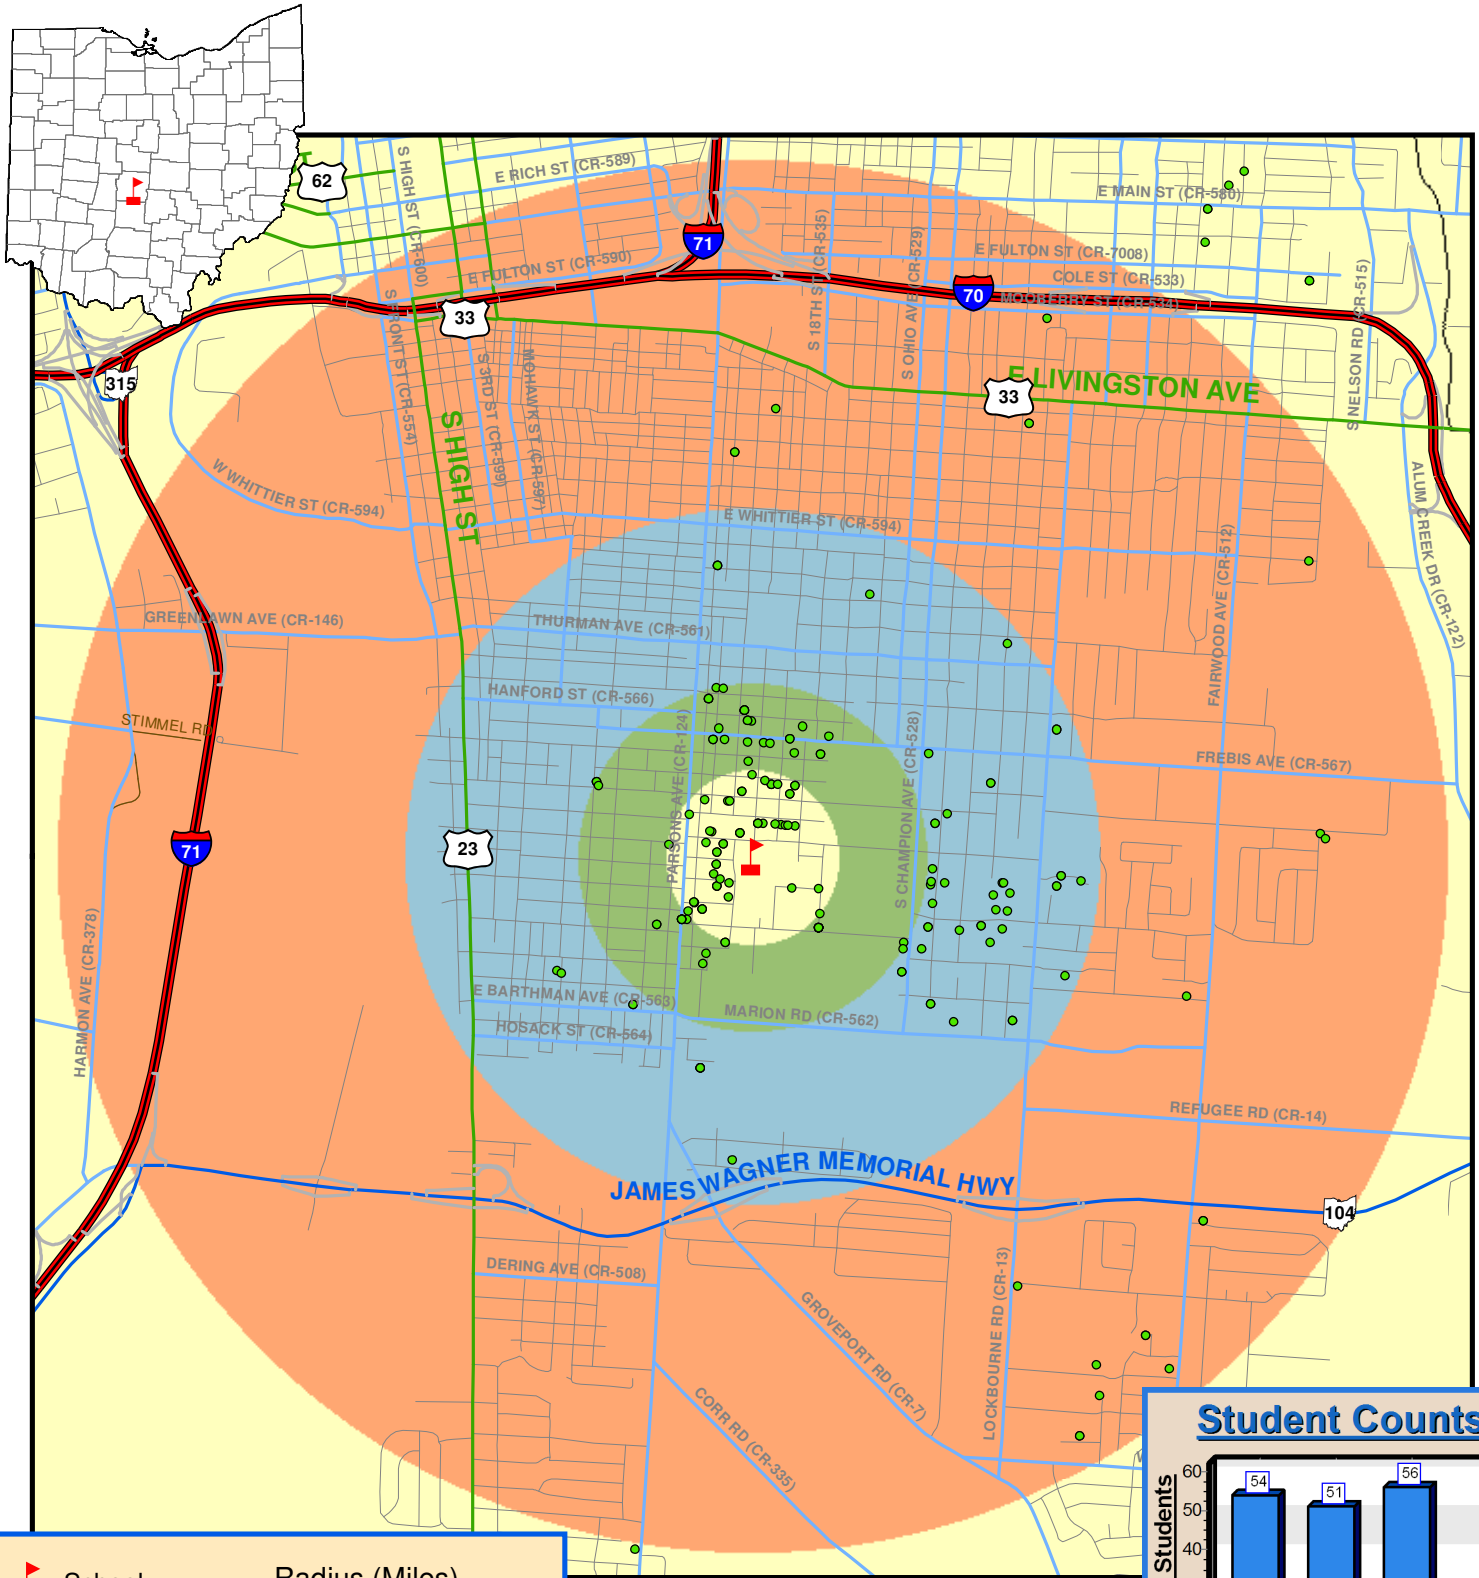 62
S HIGH ST (CR-600)
E RICH ST (CR-589)
E MAIN ST (CR-580)
71
S 18TH ST (CR-535)
S OHIO AVE (CR-529)
E FULTON ST (CR-7008)
E FULTON ST (CR-590)
COLE ST (CR-533)
70
MOOBERRY ST (CR-534)
33
S FRONT ST (CR-554)
S NELSON RD (CR-515)
315
S 3RD ST (CR-599)
MOHAWK ST (CR-597)
E LIVINGSTON AVE
33
S HIGH ST
W WHITTIER ST (CR-594)
E WHITTIER ST (CR-594)
ALUM CREEK DR (CR-122)
FAIRWOOD AVE (CR-512)
GREENLAWN AVE (CR-146)
THURMAN AVE (CR-561)
HANFORD ST (CR-566)
STIMMEL RD
PARSONS AVE (CR-124)
S CHAMPION AVE (CR-528)
FREBIS AVE (CR-567)
71
23
HARMON AVE (CR-378)
E BARTHMAN AVE (CR-563)
MARION RD (CR-562)
HOSACK ST (CR-564)
REFUGEE RD (CR-14)
JAMES WAGNER MEMORIAL HWY
104
DERING AVE (CR-508)
LOCKBOURNE RD (CR-13)
GROVEPORT RD (CR-7)
CORR RD (CR-335)
W
Student Counts
Students
60
50
40
54
51
56
School
Radius (Miles)